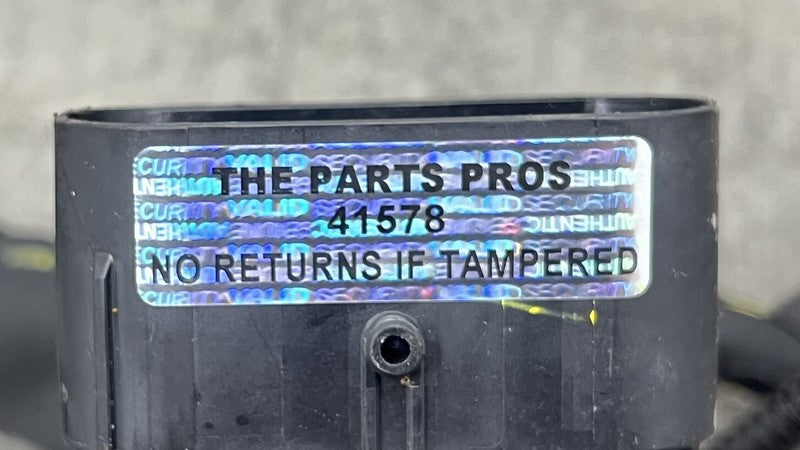 THE PARTS PROS
41578
NO RETURNS IF TAMPERED